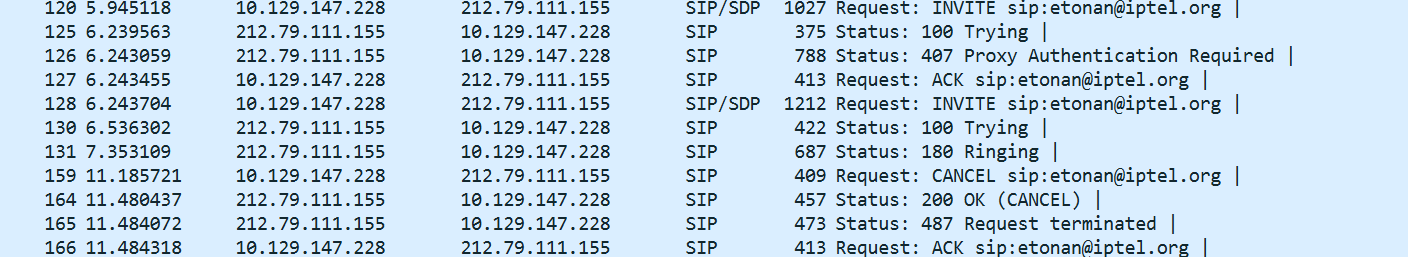 120 5.945118 10.129.147.228 212.79.111.155 SIP/SDP 1027 Request: INVITE sip:etonan@iptel.org |
125 6.239563 212.79.111.155 10.129.147.228 SIP 375 Status: 100 Trying |
126 6.243059 212.79.111.155 10.129.147.228 SIP 788 Status: 407 Proxy Authentication Required |
127 6.243455 10.129.147.228 212.79.111.155 SIP 413 Request: ACK sip:etonan@iptel.org |
128 6.243704 10.129.147.228 212.79.111.155 SIP/SDP 1212 Request: INVITE sip:etonan@iptel.org |
130 6.536302 212.79.111.155 10.129.147.228 SIP 422 Status: 100 Trying |
131 7.353109 212.79.111.155 10.129.147.228 SIP 687 Status: 180 Ringing |
159 11.185721 10.129.147.228 212.79.111.155 SIP 409 Request: CANCEL sip:etonan@iptel.org |
164 11.480437 212.79.111.155 10.129.147.228 SIP 457 Status: 200 OK (CANCEL) |
165 11.484072 212.79.111.155 10.129.147.228 SIP 473 Status: 487 Request terminated |
166 11.484318 10.129.147.228 212.79.111.155 SIP 413 Request: ACK sip:etonan@iptel.org |